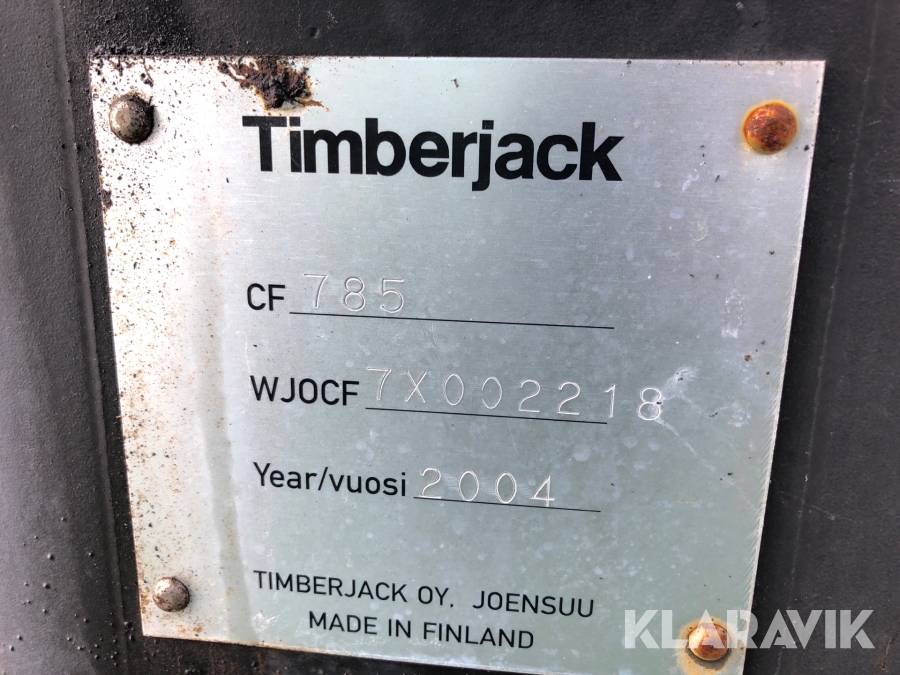 Timberjack
CF 785
WJOCF 7X002218
Year/vuosi 2004
TIMBERJACK OY, JOENSUU
MADE IN FINLAND
KLARAVIK